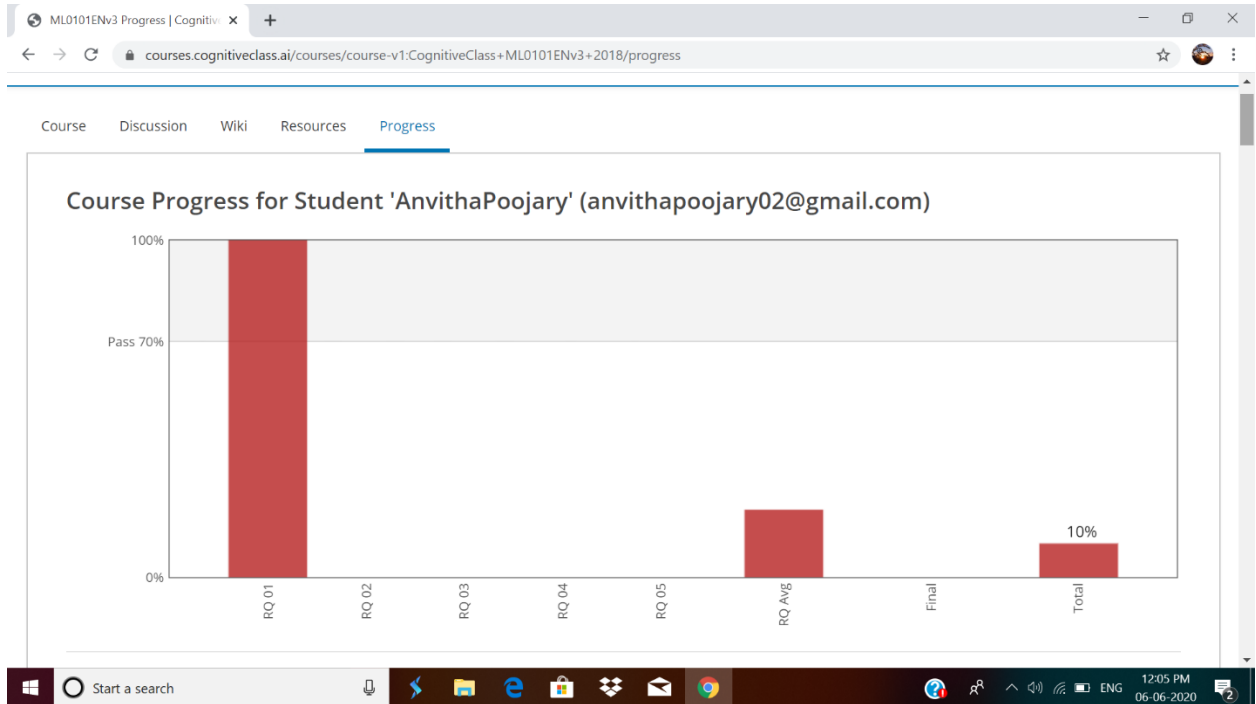 ML0101ENv3 Progress | Cognitive
courses.cognitiveclass.ai/courses/course-v1:CognitiveClass+ML0101ENv3+2018/progress
Course Discussion Wiki Resources Progress
Course Progress for Student 'AnvithaPoojary' (anvithapoojary02@gmail.com)
100%
Pass 70%
10%
0%
RQ 01 RQ 02 RQ 03 RQ 04 RQ 05 RQ Avg Final Total
Start a search
ENG
12:05 PM
06-06-2020
2